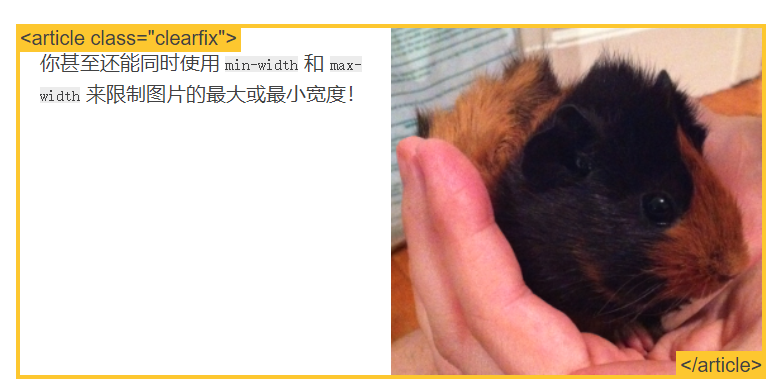 <article class="clearfix">
你甚至还能同时使用 min-width 和 max-
width 来限制图片的最大或最小宽度！
</article>